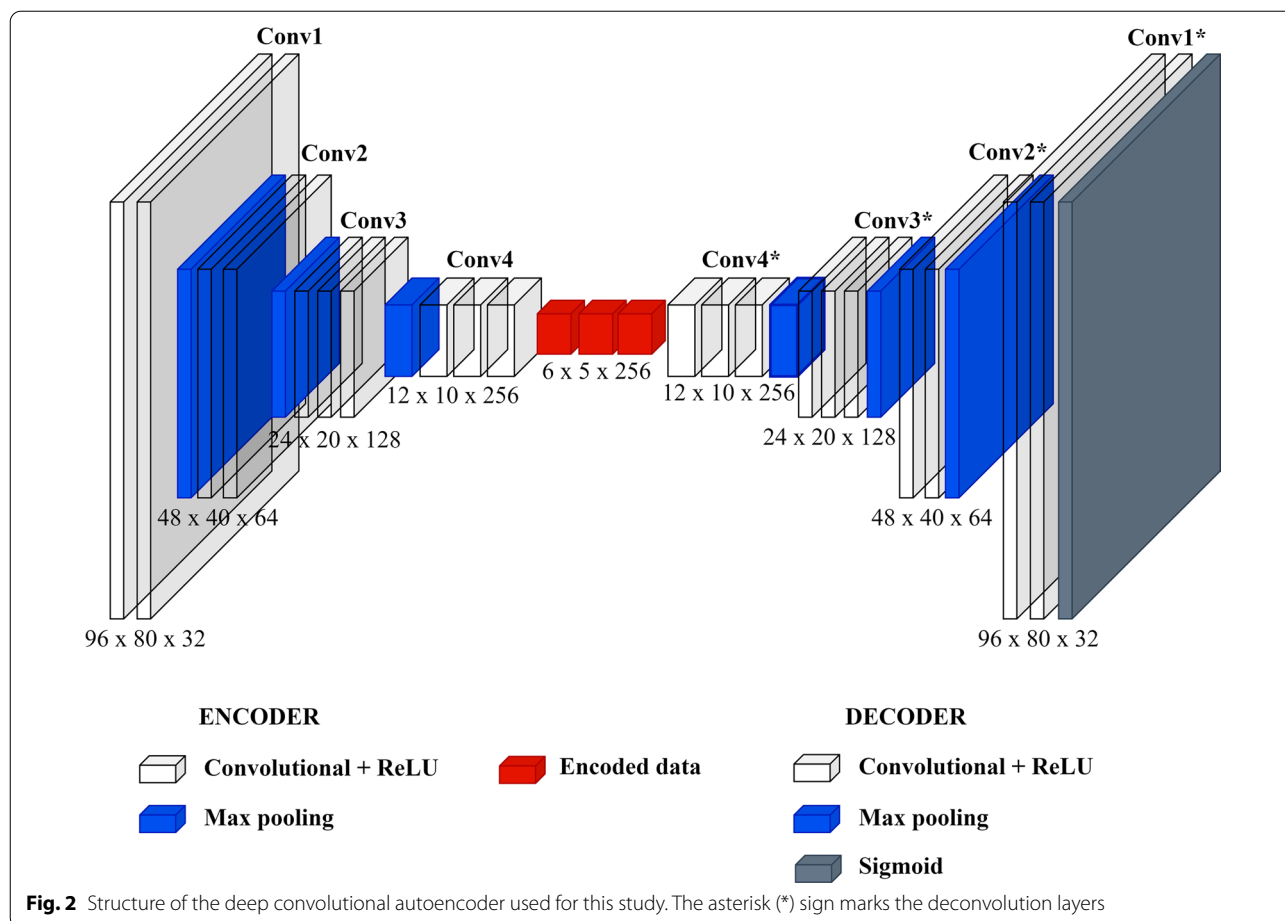 Conv1
Conv1*
Conv2
Conv2*
Conv3
Conv3*
Conv4
Conv4*
6 x 5 x 256
12 x 10 x 256
12 x 10 x 256
24 x 20 x 128
24 x 20 x 128
48 x 40 x 64
48 x 40 x 64
96 x 80 x 32
96 x 80 x 32
ENCODER
Convolutional + ReLU
Max pooling
Encoded data
DECODER
Convolutional + ReLU
Max pooling
Sigmoid
Fig. 2 Structure of the deep convolutional autoencoder used for this study. The asterisk (*) sign marks the deconvolution layers